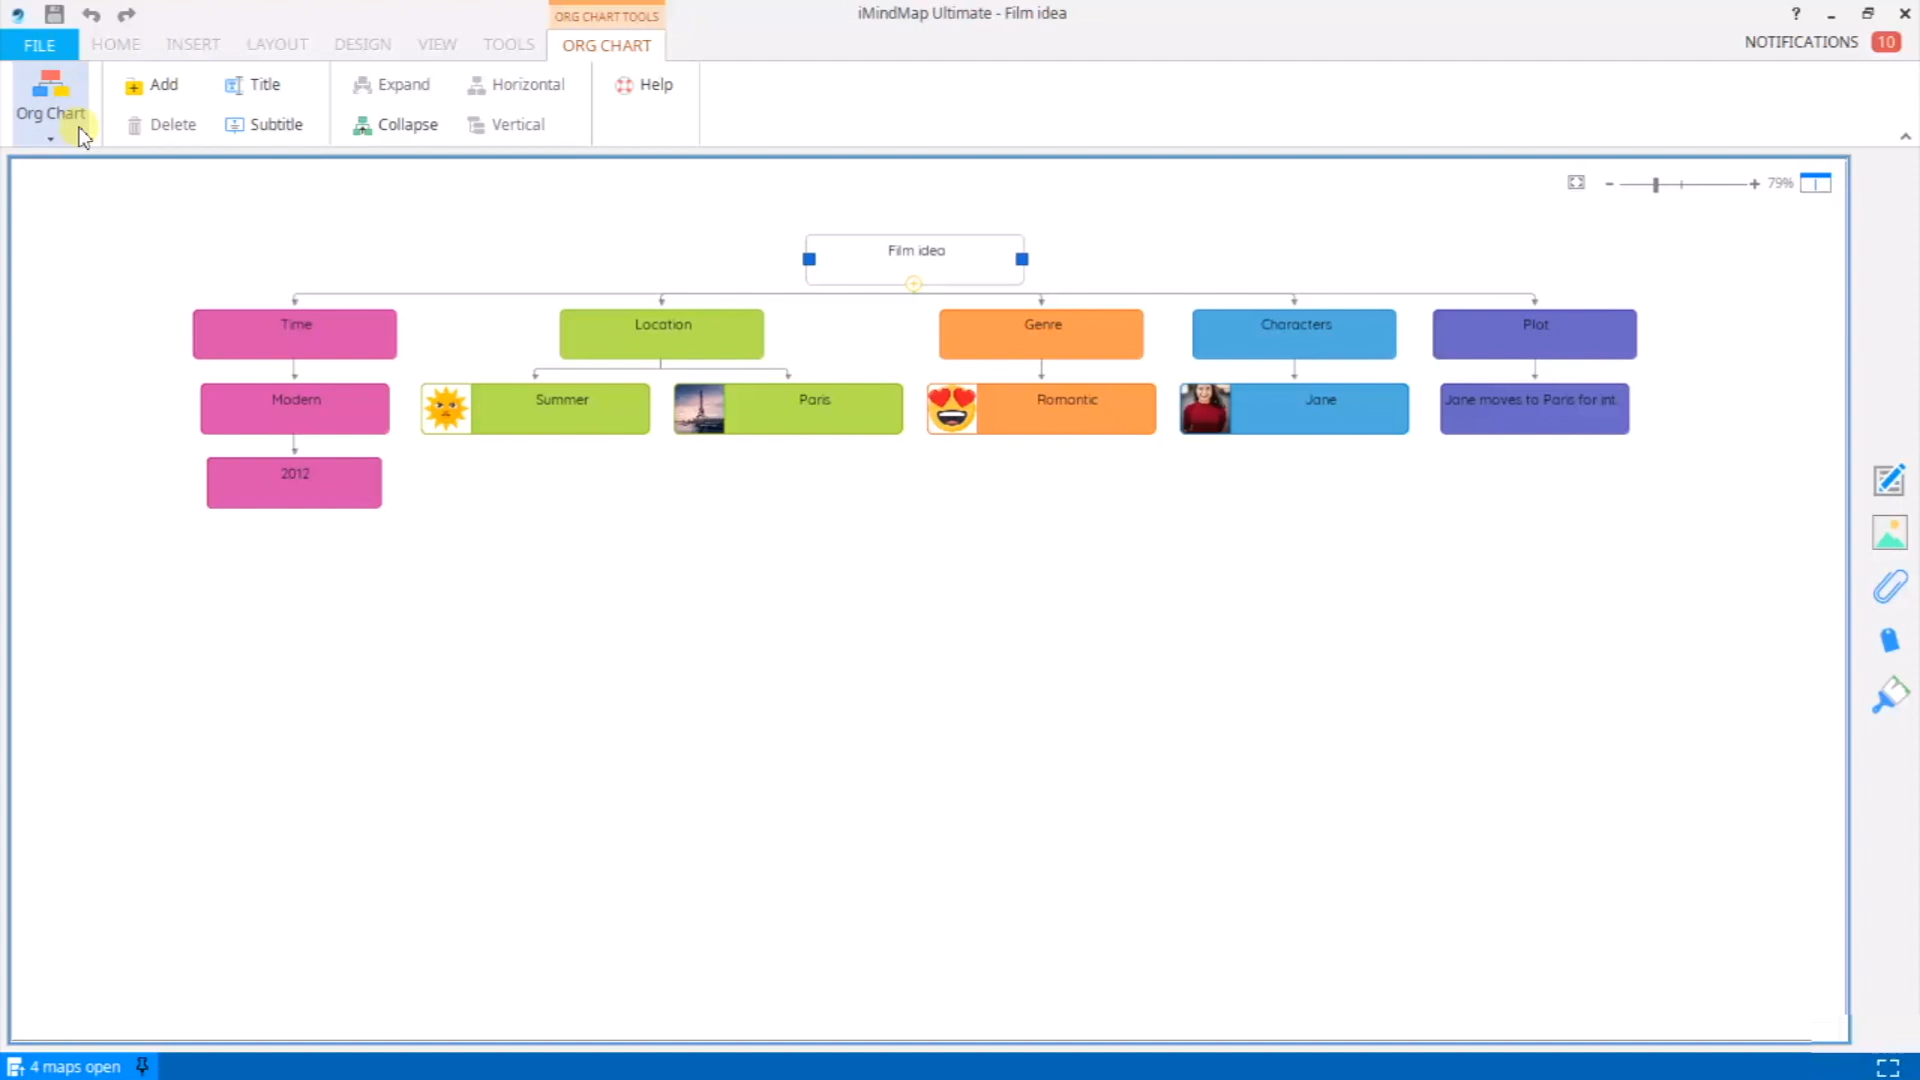 ORG CHART TOOLS
iMindMap Ultimate - Film idea
?
FILE
HOME
INSERT
LAYOUT
DESIGN
VIEW
TOOLS
ORG CHART
NOTIFICATIONS 10
Org Chart
Add
Title
Expand
Horizontal
Help
Delete
Subtitle
Collapse
Vertical
79%
Film idea
Time
Location
Genre
Characters
Plot
Modern
Summer
Paris
Romantic
Jane
Jane moves to Paris for int.
2012
4 maps open